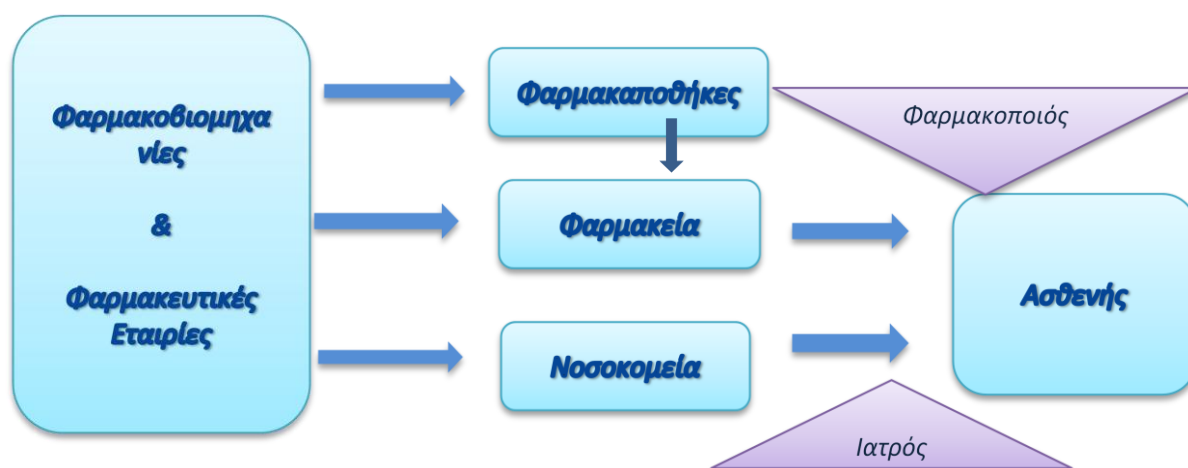 Φαρμακοβιομηχα
νίες
&
Φαρμακευτικές
Εταιρίες
Φαρμακαποθήκες
Φαρμακεία
Νοσοκομεία
Φαρμακοποιός
Ασθενής
Ιατρός